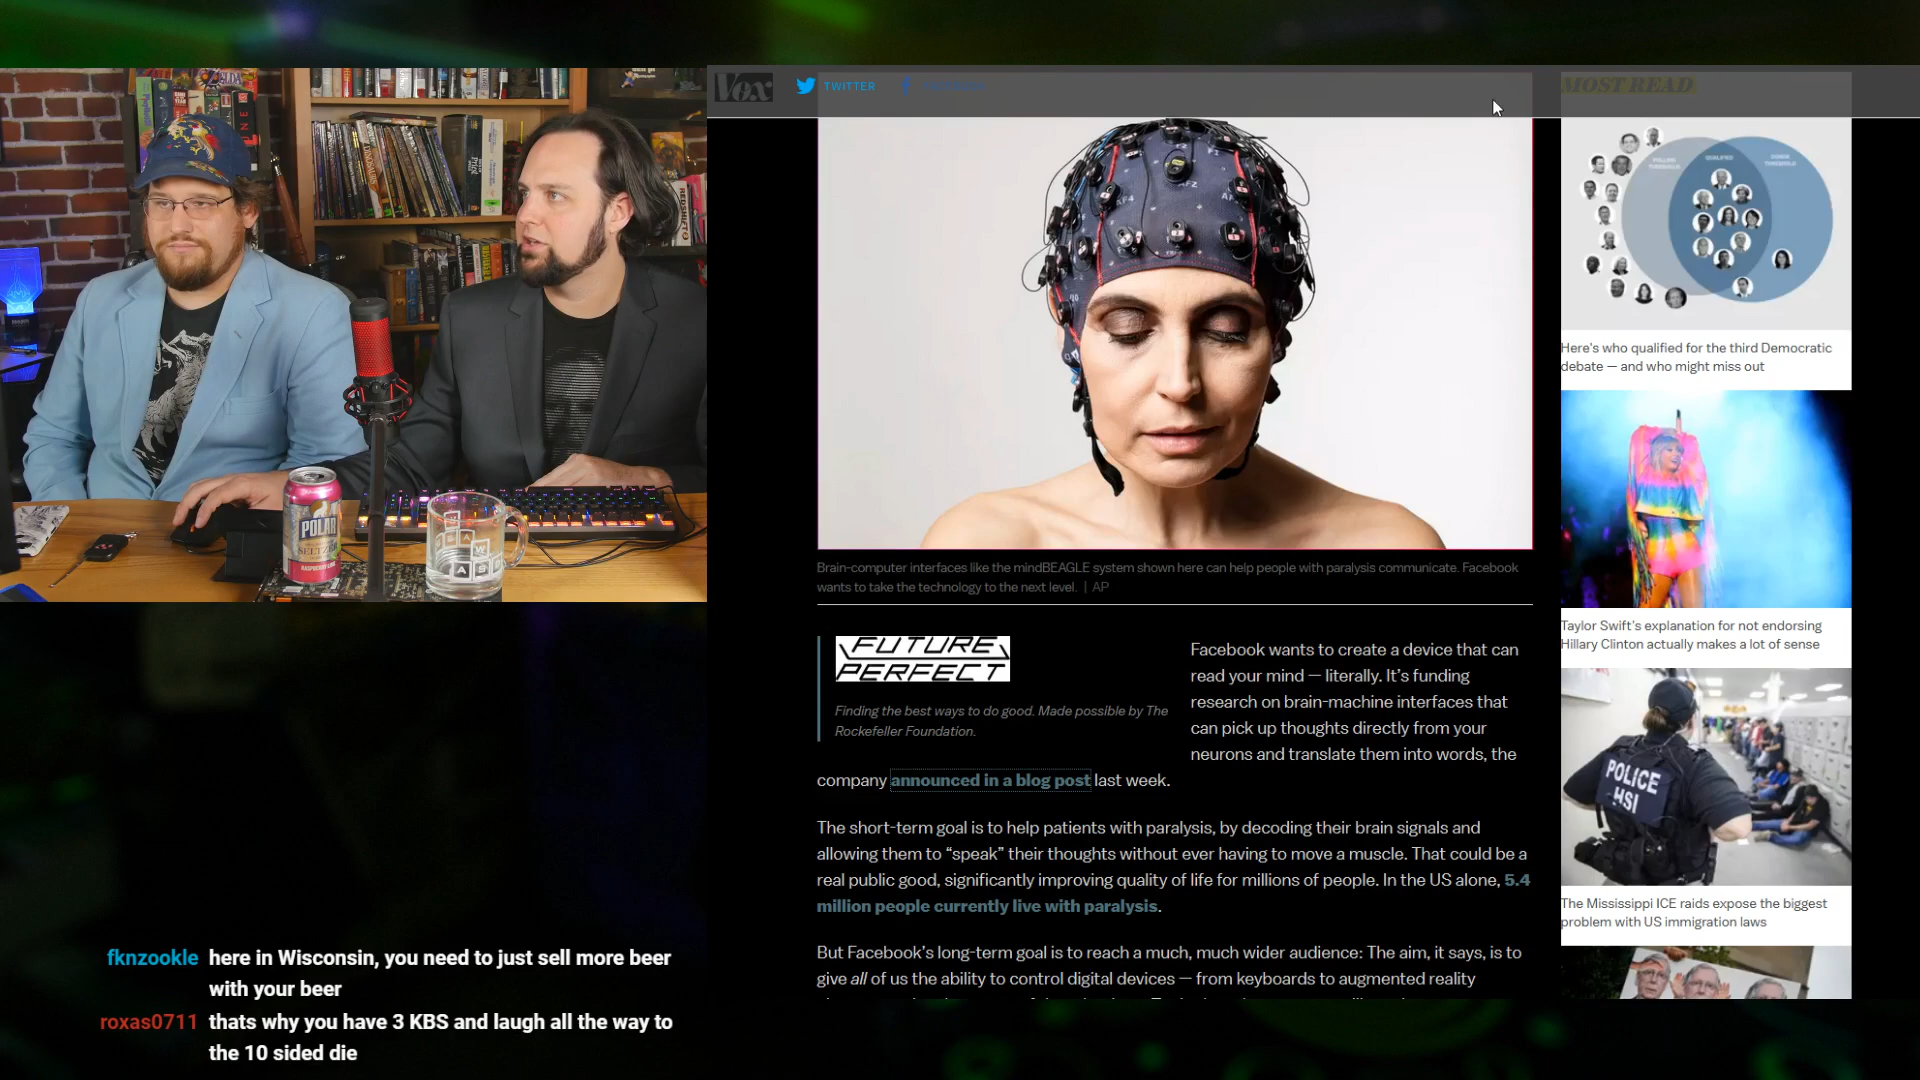 Vox
TWITTER
MOST READ
POLAR
SELTZER
REDSHIRTS
AFZ
AF4
QUALIFIED
Here's who qualified for the third Democratic
debate — and who might miss out
Brain-computer interfaces like the mindBEAGLE system shown here can help people with paralysis communicate. Facebook
wants to take the technology to the next level. | AP
FUTURE
PERFECT
Finding the best ways to do good. Made possible by The
Rockefeller Foundation.
Facebook wants to create a device that can
read your mind — literally. It's funding
research on brain-machine interfaces that
can pick up thoughts directly from your
neurons and translate them into words, the
company announced in a blog post last week.
The short-term goal is to help patients with paralysis, by decoding their brain signals and
allowing them to “speak” their thoughts without ever having to move a muscle. That could be a
real public good, significantly improving quality of life for millions of people. In the US alone, 5.4
million people currently live with paralysis.
But Facebook's long-term goal is to reach a much, much wider audience: The aim, it says, is to
give all of us the ability to control digital devices — from keyboards to augmented reality
Taylor Swift's explanation for not endorsing
Hillary Clinton actually makes a lot of sense
POLICE
HSI
The Mississippi ICE raids expose the biggest
problem with US immigration laws
fknzookle here in Wisconsin, you need to just sell more beer
with your beer
roxas0711 thats why you have 3 KBS and laugh all the way to
the 10 sided die